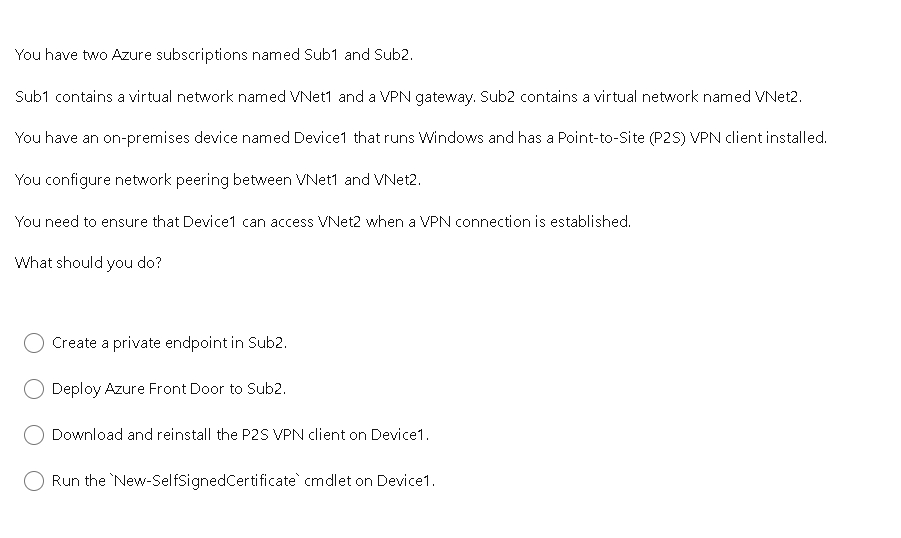 You have two Azure subscriptions named Sub1 and Sub2.
Sub1 contains a virtual network named VNet1 and a VPN gateway. Sub2 contains a virtual network named VNet2.
You have an on-premises device named Device1 that runs Windows and has a Point-to-Site (P2S) VPN client installed.
You configure network peering between VNet1 and VNet2.
You need to ensure that Device1 can access VNet2 when a VPN connection is established.
What should you do?
Create a private endpoint in Sub2.
Deploy Azure Front Door to Sub2.
Download and reinstall the P2S VPN client on Device1.
Run the `New-SelfSignedCertificate` cmdlet on Device1.